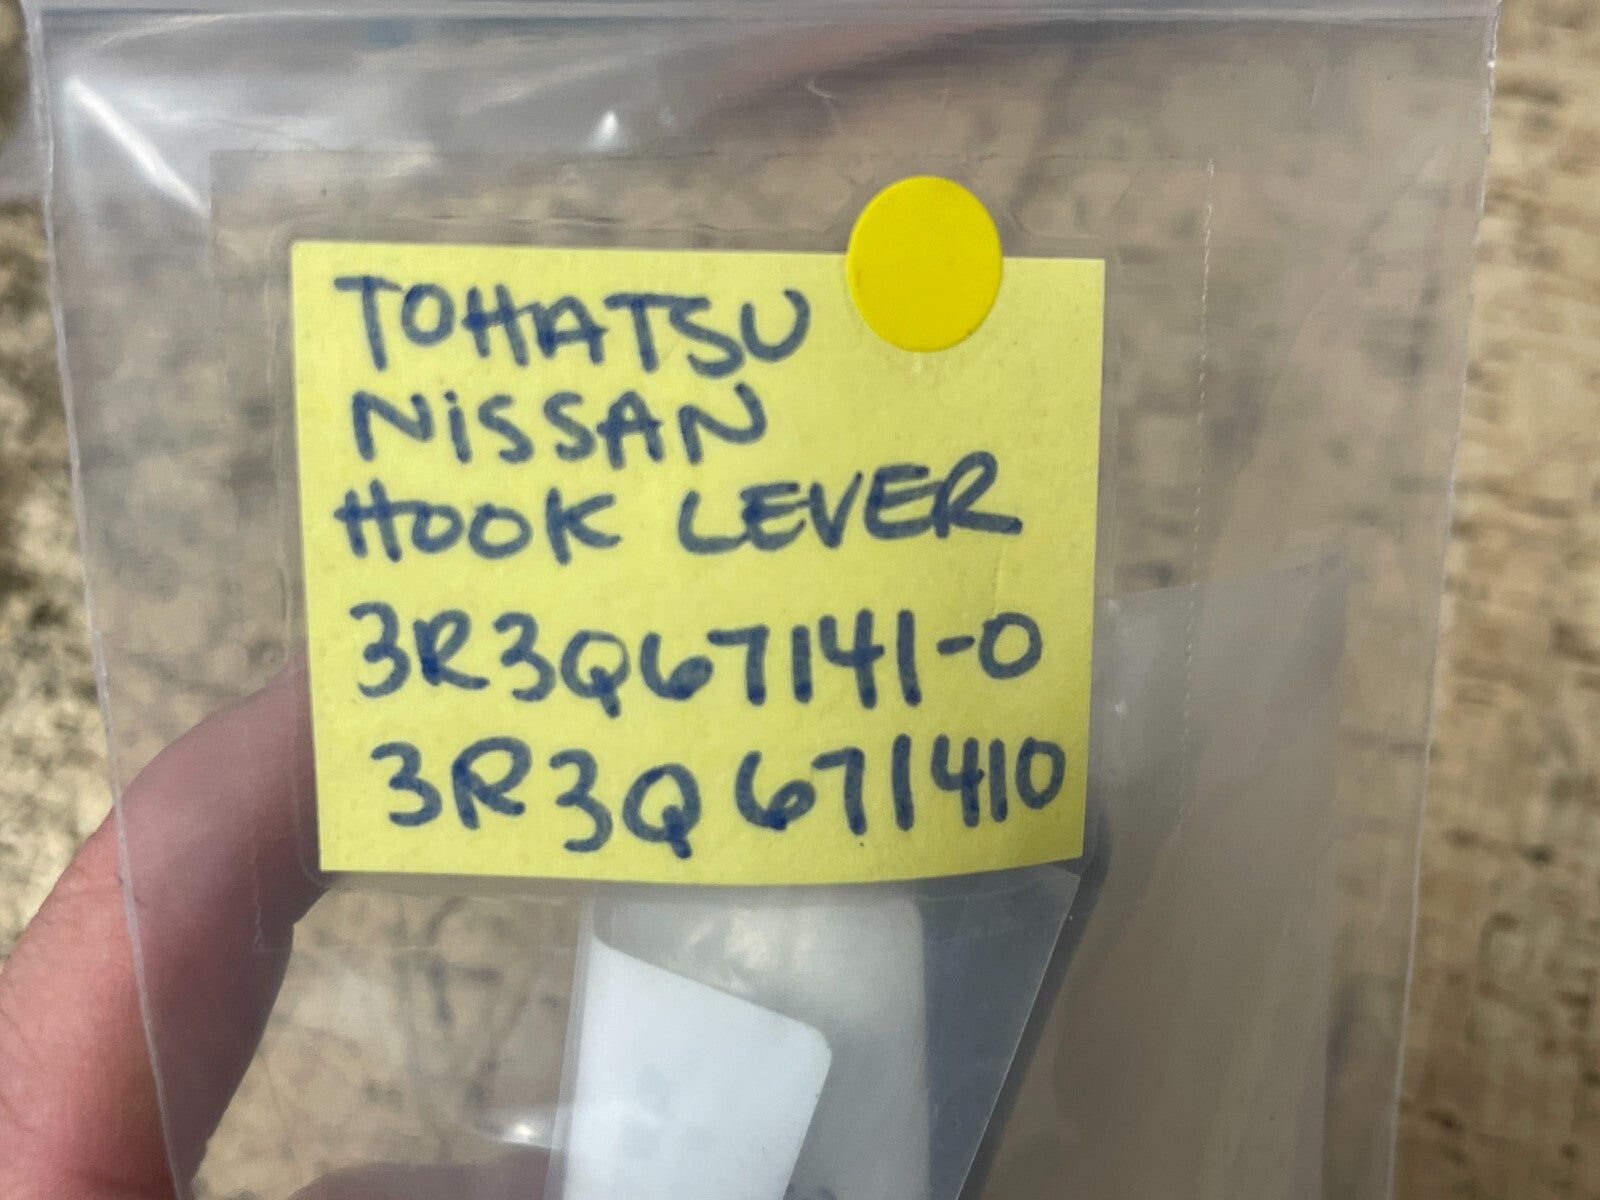 TOHATSU
NiSSAN
HOOK LEVER
3R3Q67141-0
3R3Q671410